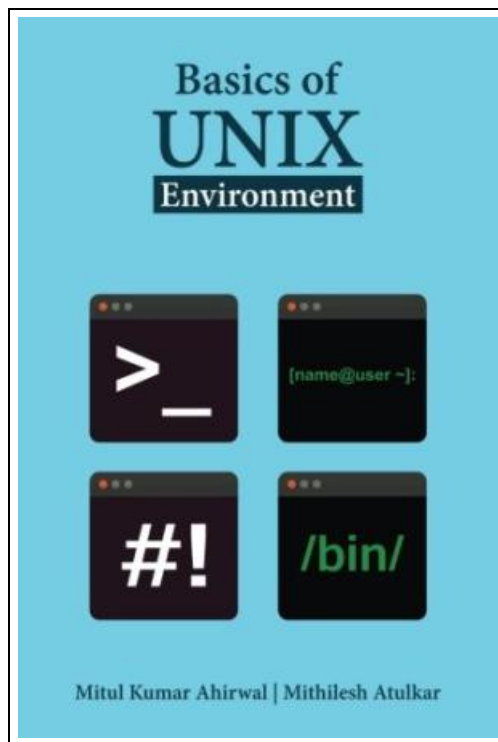 Basics of
UNIX
Environment
>_
[name@user ~]:
#!
/bin/
Mitul Kumar Ahirwal | Mithilesh Atulkar